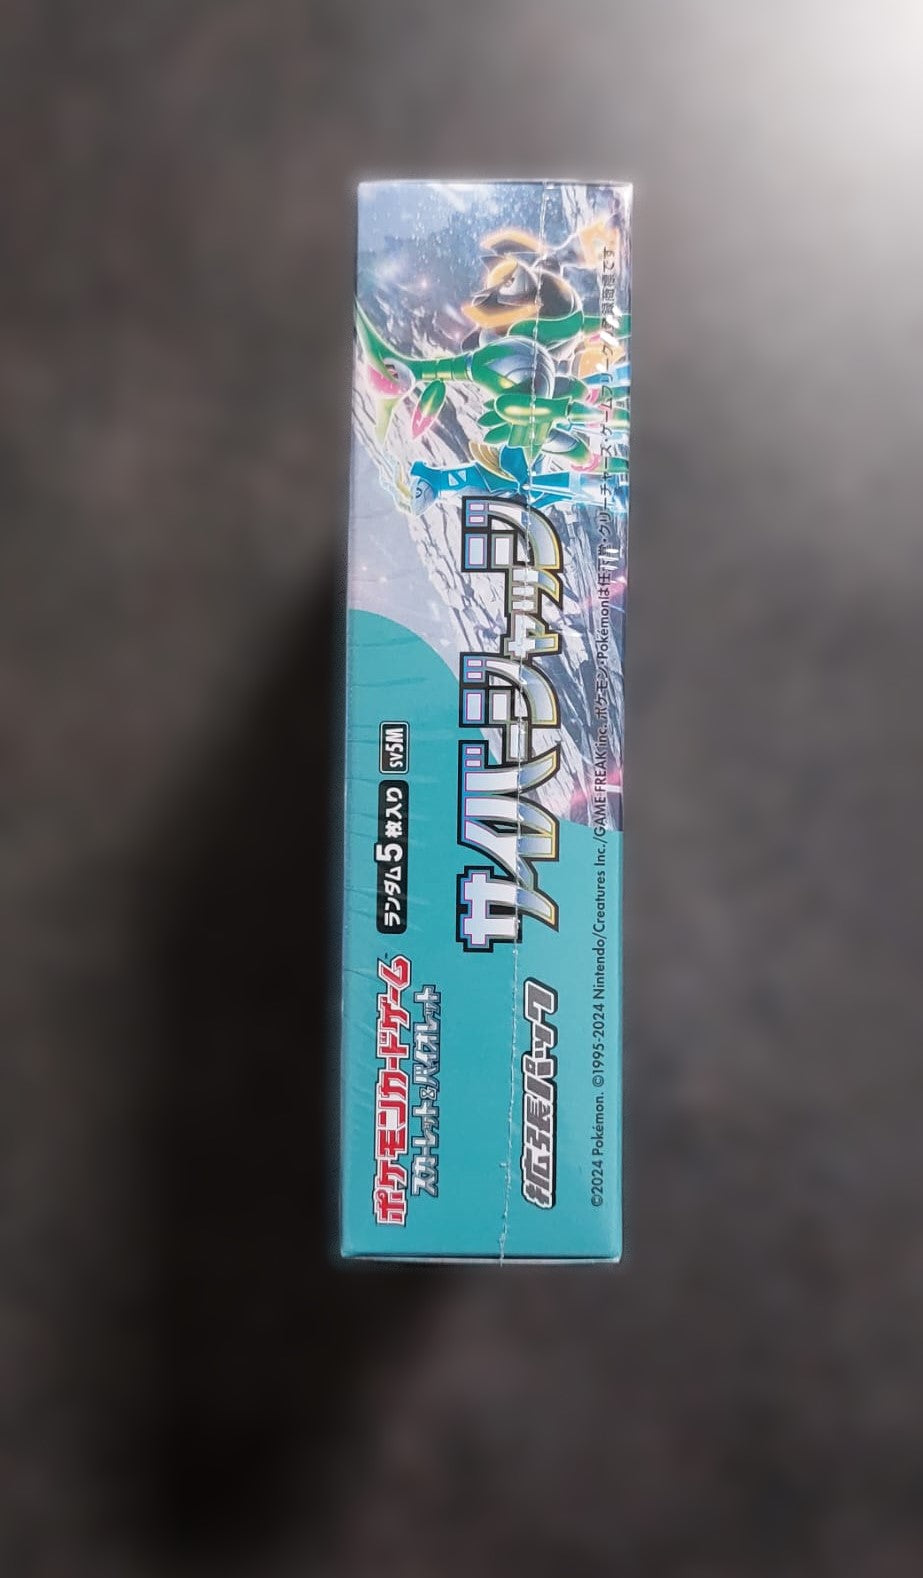 ポケモンカードゲーム
スカーレット&バイオレット
ランダム5枚入り
sv5M
サイバージャッジ
拡張パック
©2024 Pokémon. ©1995-2024 Nintendo/Creatures Inc./GAME FREAK inc. ポケモン・Pokémonは任天堂・クリーチャーズ・ゲームフリークの登録商標です。